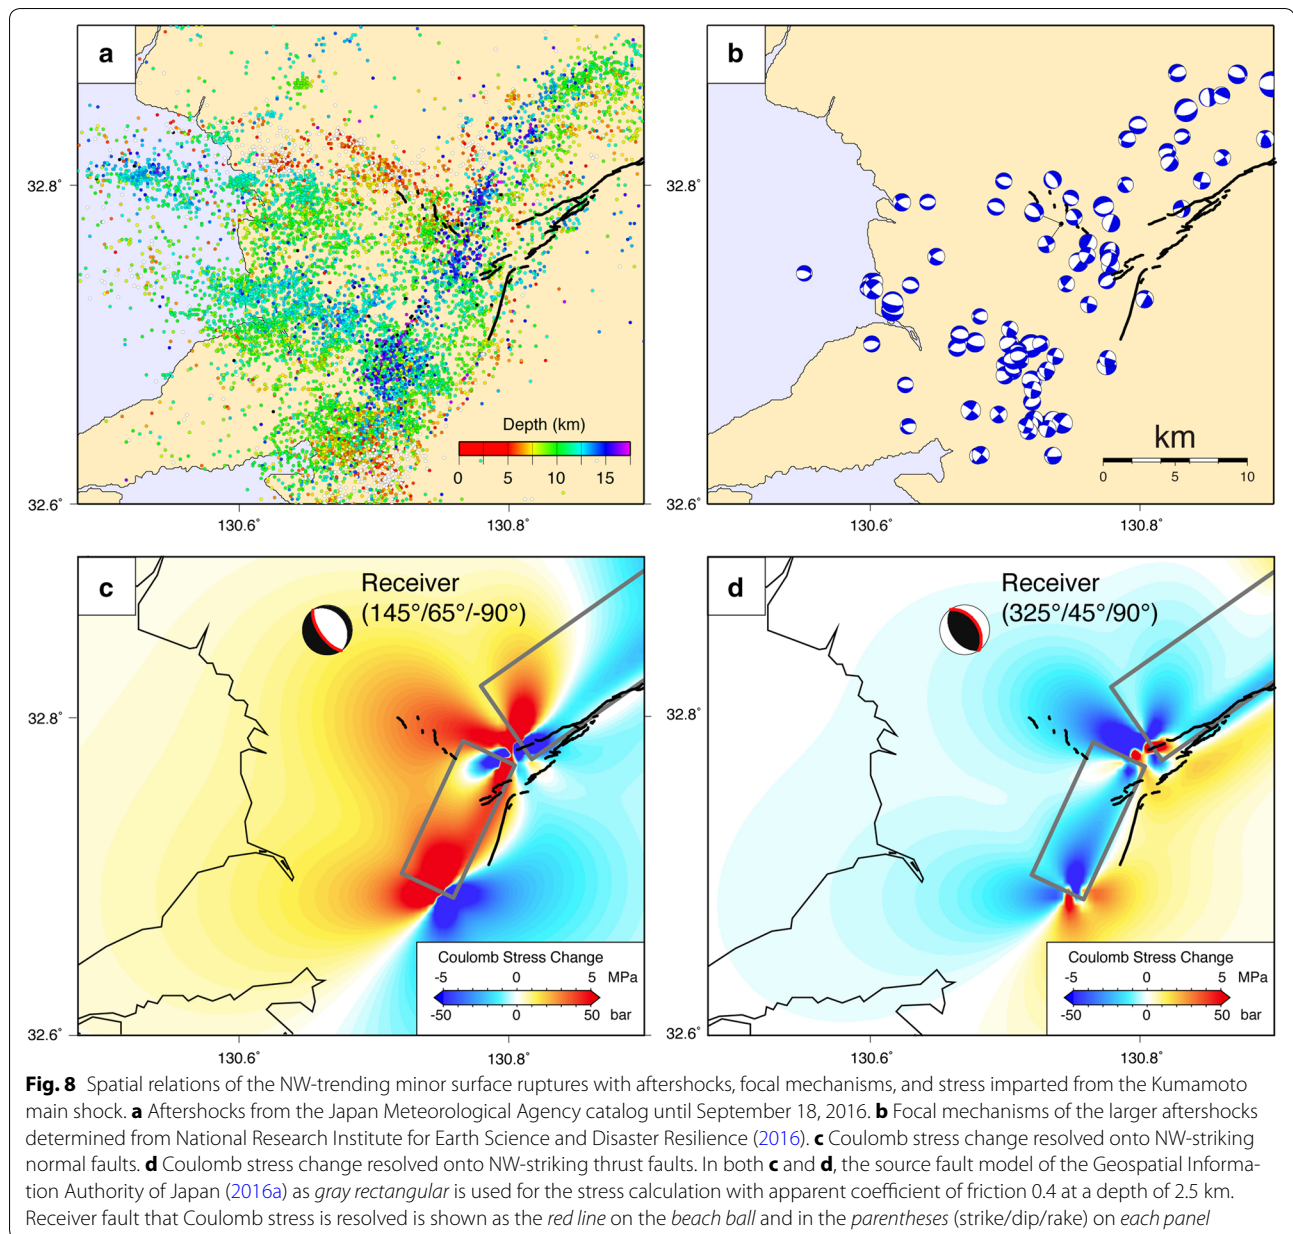 a
b
32.8°
32.8°
Depth (km)
0 5 10 15
km
0 5 10
32.6°
32.6°
130.6°
130.8°
130.6°
130.8°
c
Receiver
(145°/65°/-90°)
d
Receiver
(325°/45°/90°)
32.8°
32.8°
Coulomb Stress Change
-5 0 5 MPa
-50 0 50 bar
Coulomb Stress Change
-5 0 5 MPa
-50 0 50 bar
32.6°
32.6°
130.6°
130.8°
130.6°
130.8°
Fig. 8 Spatial relations of the NW-trending minor surface ruptures with aftershocks, focal mechanisms, and stress imparted from the Kumamoto
main shock. a Aftershocks from the Japan Meteorological Agency catalog until September 18, 2016. b Focal mechanisms of the larger aftershocks
determined from National Research Institute for Earth Science and Disaster Resilience (2016). c Coulomb stress change resolved onto NW-striking
normal faults. d Coulomb stress change resolved onto NW-striking thrust faults. In both c and d, the source fault model of the Geospatial Informa-
tion Authority of Japan (2016a) as gray rectangular is used for the stress calculation with apparent coefficient of friction 0.4 at a depth of 2.5 km.
Receiver fault that Coulomb stress is resolved is shown as the red line on the beach ball and in the parentheses (strike/dip/rake) on each panel